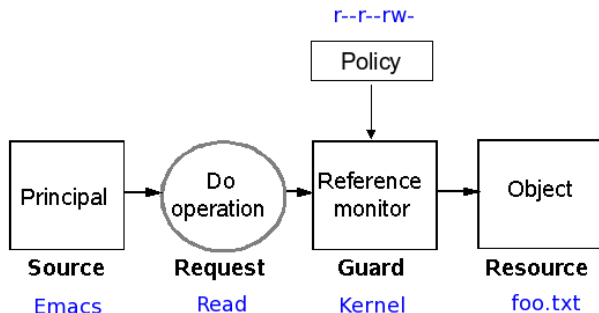 r--r--rw-
Policy
Principal
Do
operation
Reference
monitor
Object
Source
Request
Guard
Resource
Emacs
Read
Kernel
foo.txt